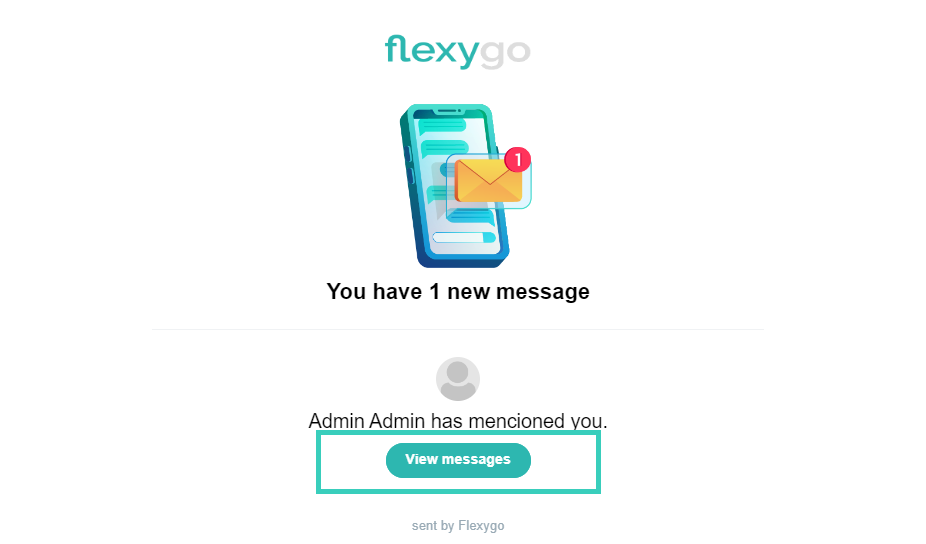 flexygo
1
You have 1 new message
Admin Admin has mencioned you.
View messages
sent by Flexygo